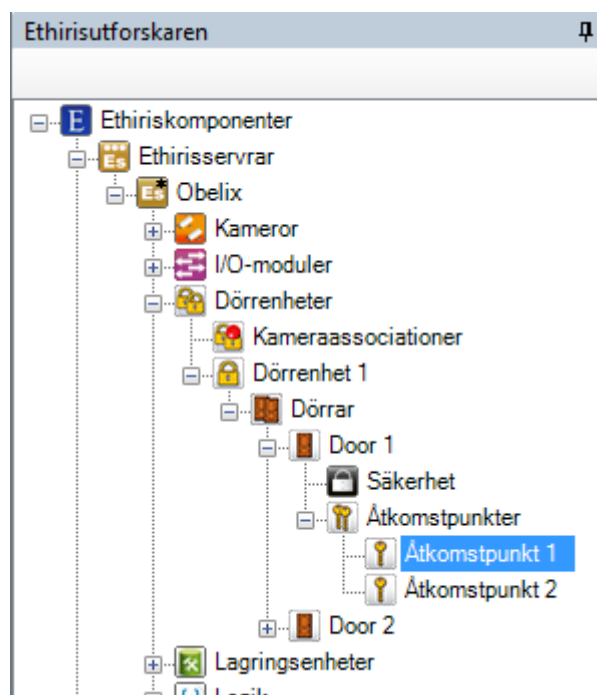 Ethirisutforskaren
Ethiriskomponenter
Ethirisservrar
Obelix
Kameror
I/O-moduler
Dörrenheter
Kameraassociationer
Dörrenhet 1
Dörrar
Door 1
Säkerhet
Åtkomstpunkter
Åtkomstpunkt 1
Åtkomstpunkt 2
Door 2
Lagringsenheter